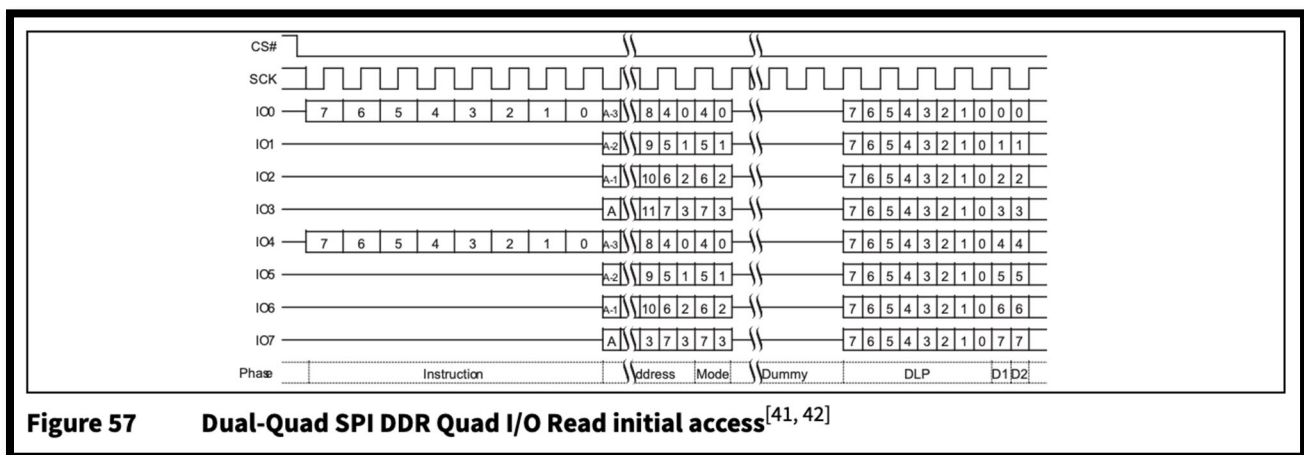 CS#
SCK
IO0 7 6 5 4 3 2 1 0 A-3 8 4 0 4 0 7 6 5 4 3 2 1 0 0 0
IO1 A-2 9 5 1 5 1 7 6 5 4 3 2 1 0 1 1
IO2 A-1 10 6 2 6 2 7 6 5 4 3 2 1 0 2 2
IO3 A 11 7 3 7 3 7 6 5 4 3 2 1 0 3 3
IO4 7 6 5 4 3 2 1 0 A-3 8 4 0 4 0 7 6 5 4 3 2 1 0 4 4
IO5 A-2 9 5 1 5 1 7 6 5 4 3 2 1 0 5 5
IO6 A-1 10 6 2 6 2 7 6 5 4 3 2 1 0 6 6
IO7 A 3 7 3 7 3 7 6 5 4 3 2 1 0 7 7
Phase Instruction ddress Mode Dummy DLP D1 D2
Figure 57 Dual-Quad SPI DDR Quad I/O Read initial access[41, 42]